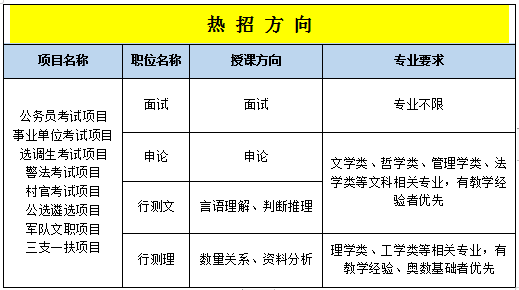 热 招 方 向
项目名称 职位名称 授课方向 专业要求
公务员考试项目
事业单位考试项目
选调生考试项目
警法考试项目
村官考试项目
公选遴选项目
军队文职项目
三支一扶项目
面试 面试 专业不限
申论 申论
行测文 言语理解、判断推理
文学类、哲学类、管理学类、法
学类等文科相关专业，有教学经
验者优先
行测理 数量关系、资料分析
理学类、工学类等相关专业，有
教学经验、奥数基础者优先